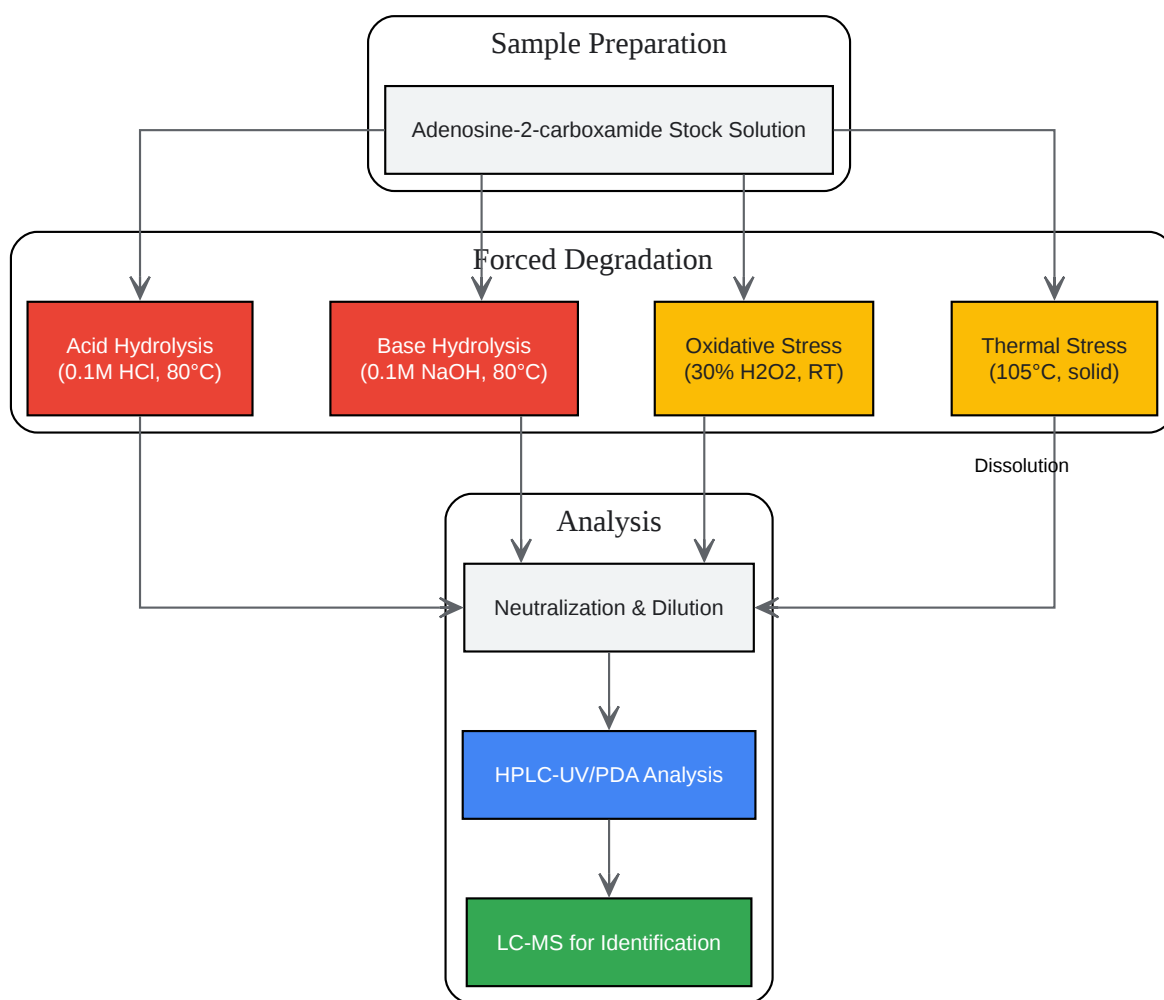 Sample Preparation
Adenosine-2-carboxamide Stock Solution
Forced Degradation
Acid Hydrolysis
(0.1M HCl, 80°C)
Base Hydrolysis
(0.1M NaOH, 80°C)
Oxidative Stress
(30% H2O2, RT)
Thermal Stress
(105°C, solid)
Dissolution
Analysis
Neutralization & Dilution
HPLC-UV/PDA Analysis
LC-MS for Identification